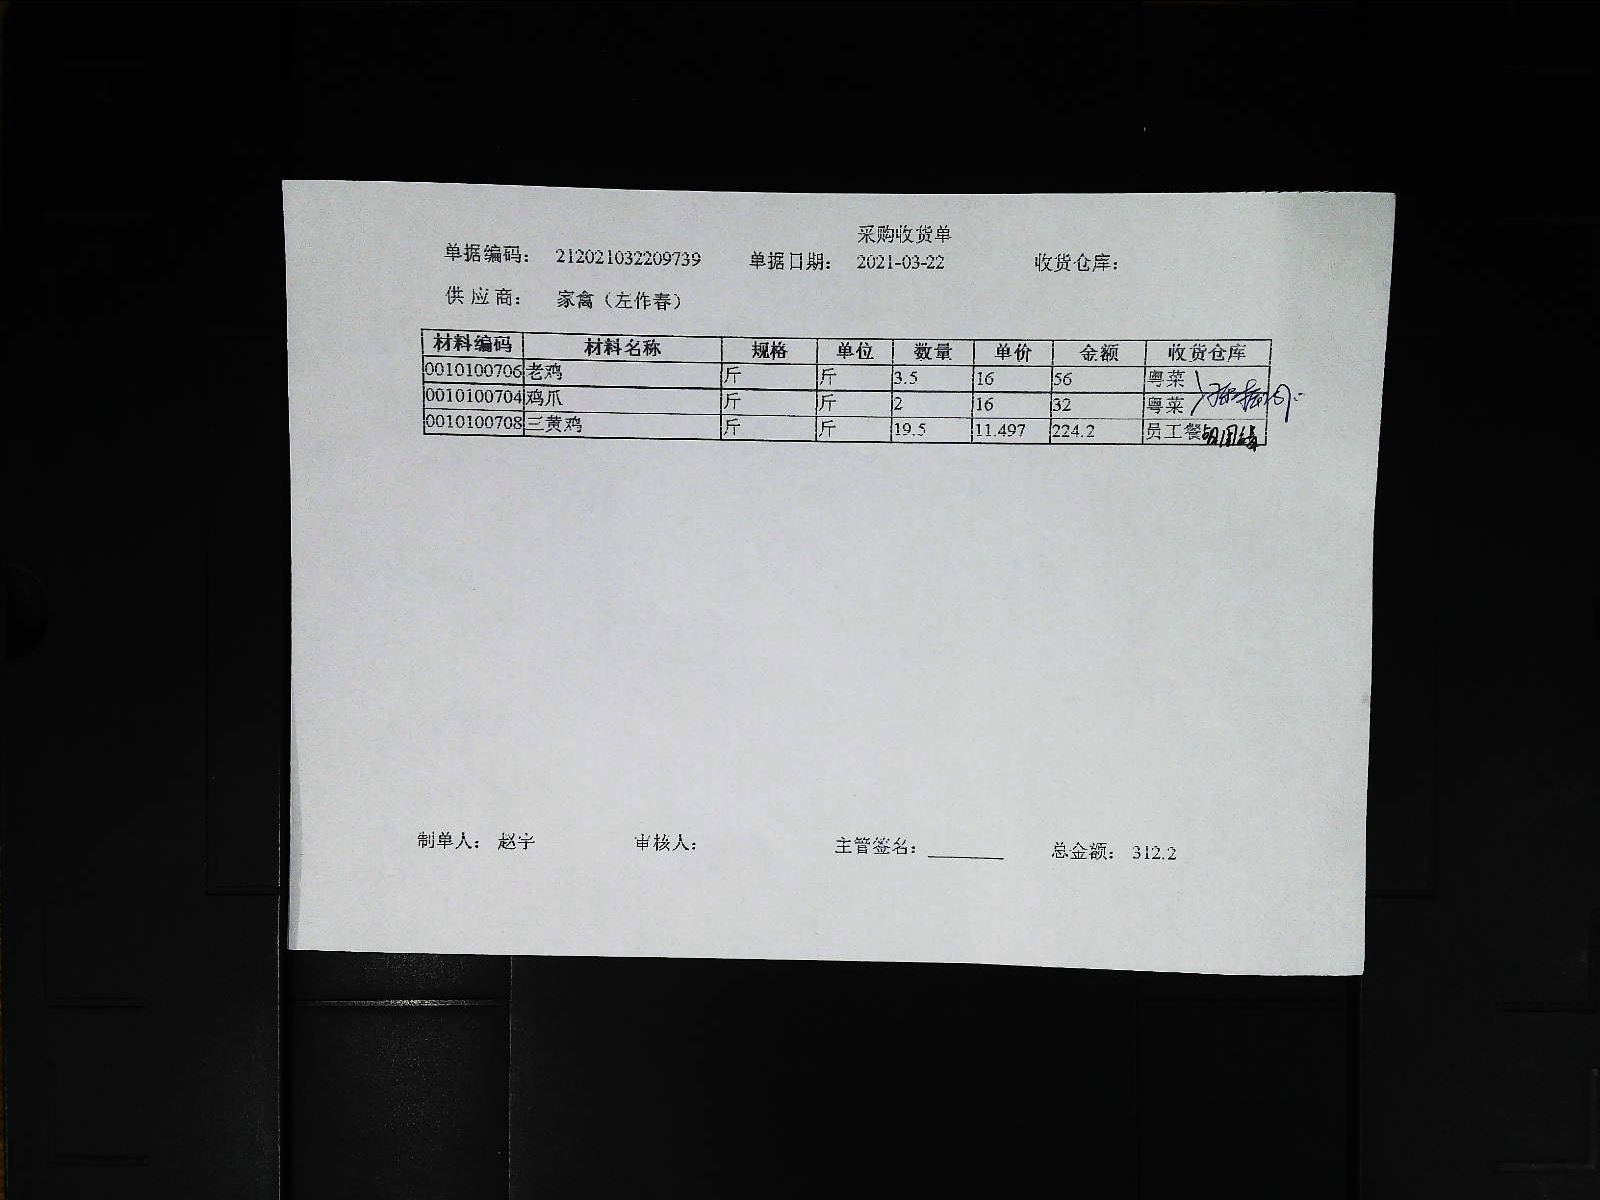 采购收货单
单据编码： 212021032209739 单据日期： 2021-03-22 收货仓库：
供 应 商： 家禽（左作春）
材料编码 材料名称 规格 单位 数量 单价 金额 收货仓库
0010100706 老鸡 斤 斤 3.5 16 56 粤菜
0010100704 鸡爪 斤 斤 2 16 32 粤菜
0010100708 三黄鸡 斤 斤 19.5 11.497 224.2 员工餐
制单人： 赵宇 审核人： 主管签名： 总金额： 312.2